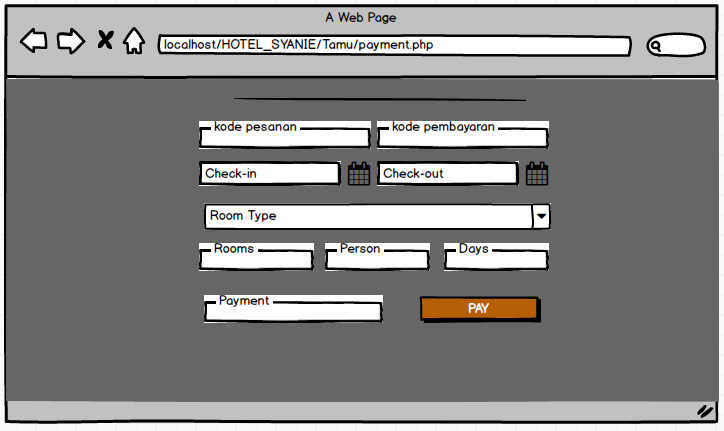 A Web Page
localhost/HOTEL_SYANIE/Tamu/payment.php
kode pesanan kode pembayaran
Check-in Check-out
Room Type
Rooms Person Days
Payment PAY